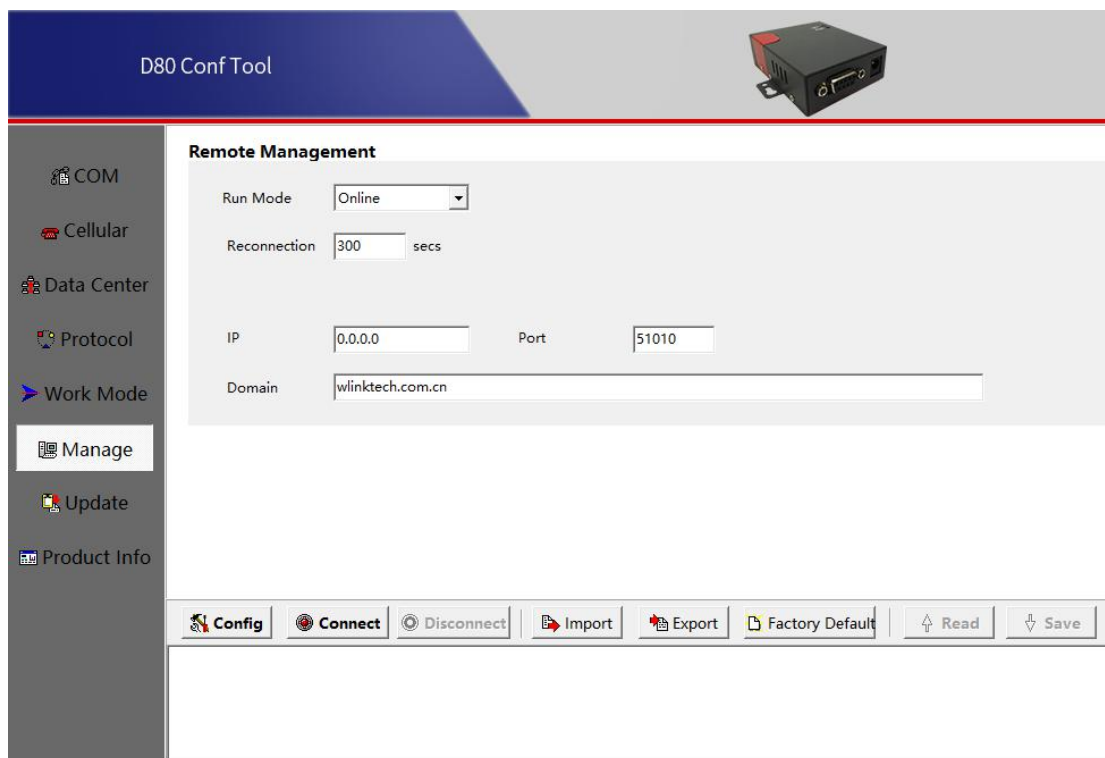 D80 Conf Tool
COM
Cellular
Data Center
Protocol
Work Mode
Manage
Update
Product Info
Remote Management
Run Mode Online
Reconnection 300 secs
IP 0.0.0.0 Port 51010
Domain wlinktech.com.cn
Config Connect Disconnect Import Export Factory Default Read Save